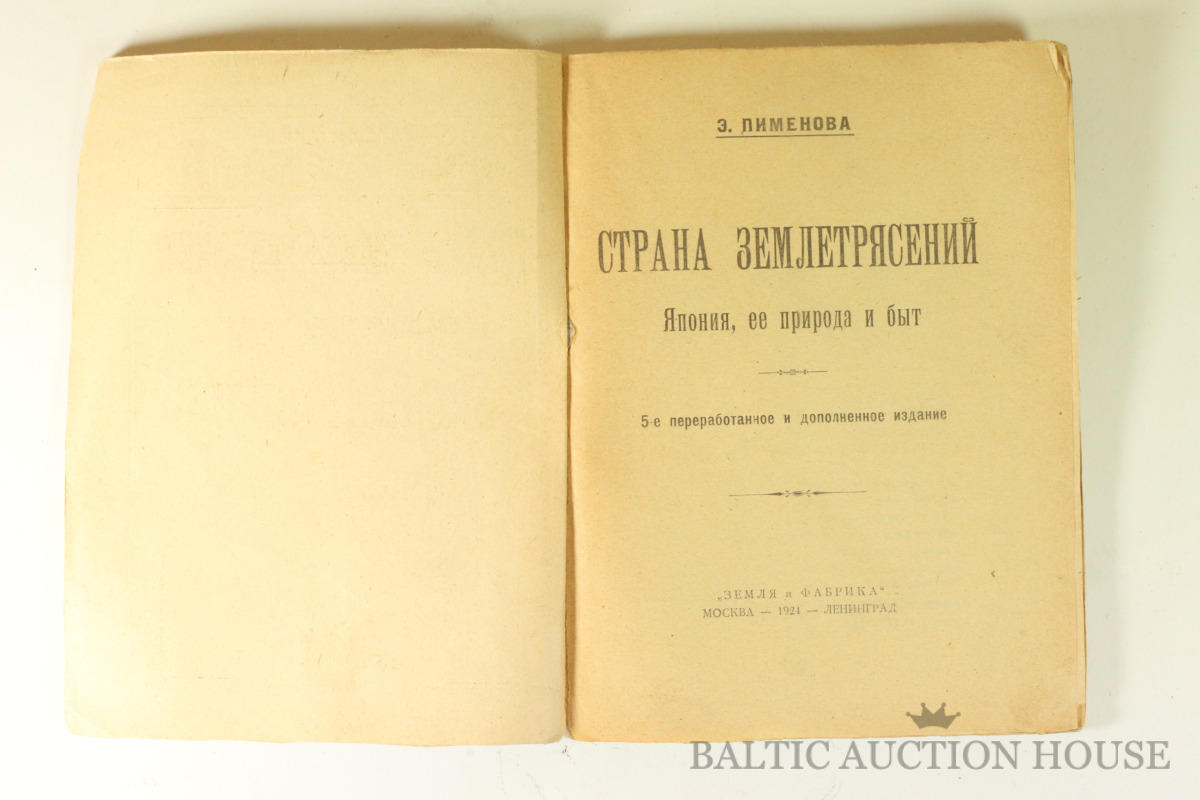 Э. ПИМЕНОВА
СТРАНА ЗЕМЛЕТРЯСЕНИЙ
Япония, ее природа и быт
5-е переработанное и дополненное издание
„ЗЕМЛЯ и ФАБРИКА“
МОСКВА — 1924 — ЛЕНИНГРАД
BALTIC AUCTION HOUSE